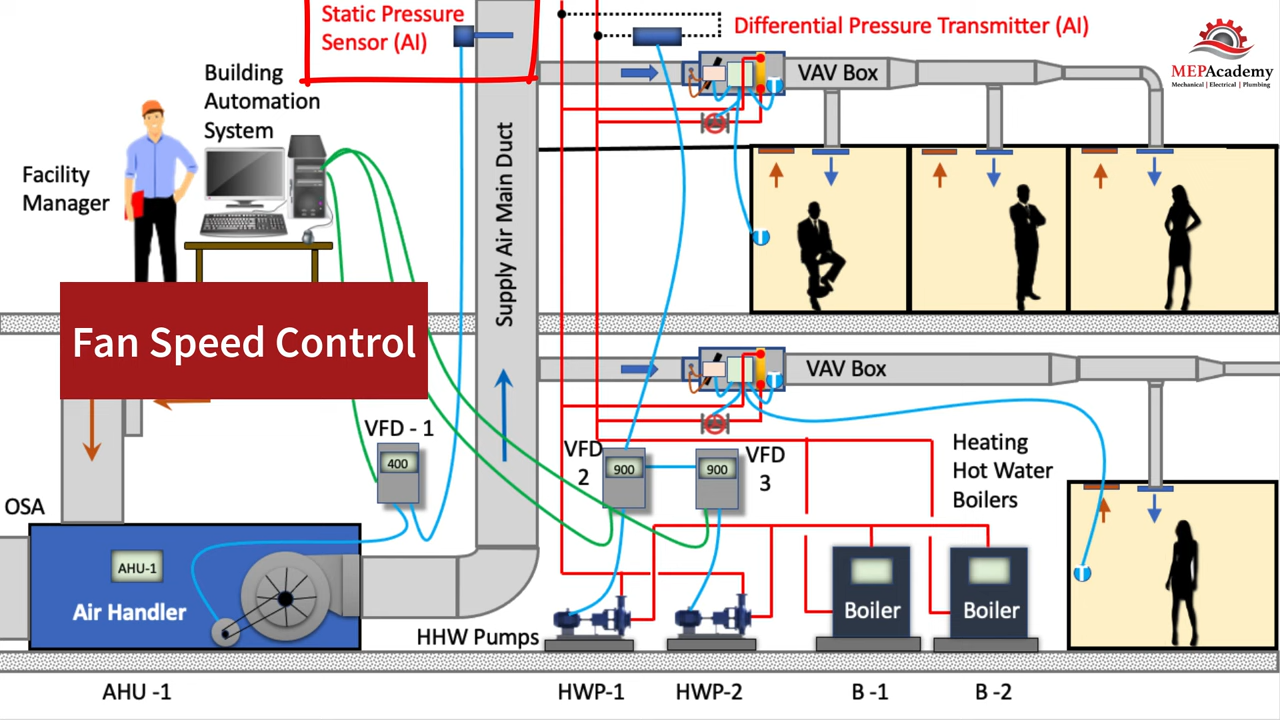 Static Pressure
Sensor (AI)
Differential Pressure Transmitter (AI)
MEPAcademy
Mechanical | Electrical | Plumbing
Building
Automation
System
VAV Box
Facility
Manager
Supply Air Main Duct
Fan Speed Control
VAV Box
VFD - 1
400
VFD
2
900
900
VFD
3
Heating
Hot Water
Boilers
OSA
AHU-1
Air Handler
HHW Pumps
Boiler
Boiler
AHU -1
HWP-1
HWP-2
B -1
B -2
T
T
T
T